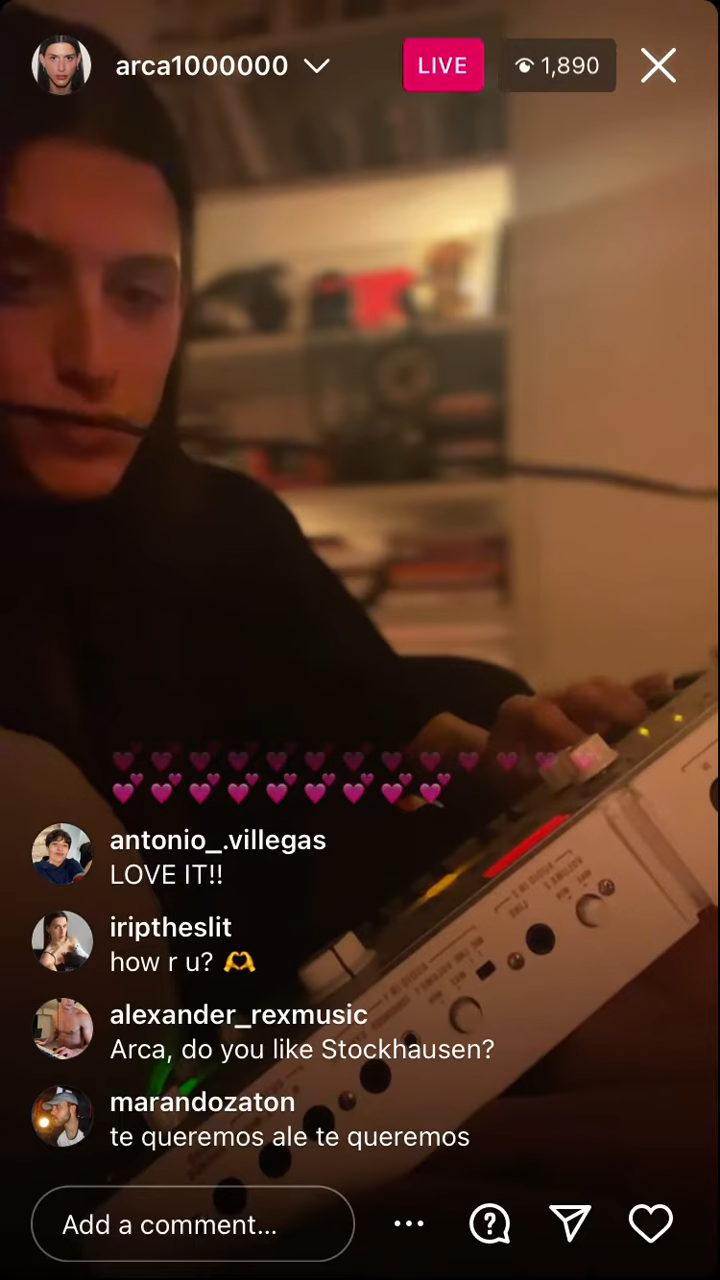 arca1000000
LIVE
1,890
💕💕💕💕💕💕💕💕💕💕💕💕💕
💕💕💕💕💕💕💕💕💕
antonio_.villegas
LOVE IT!!
iriptheslit
how r u? 🫶
alexander_rexmusic
Arca, do you like Stockhausen?
marandozaton
te queremos ale te queremos
Add a comment...